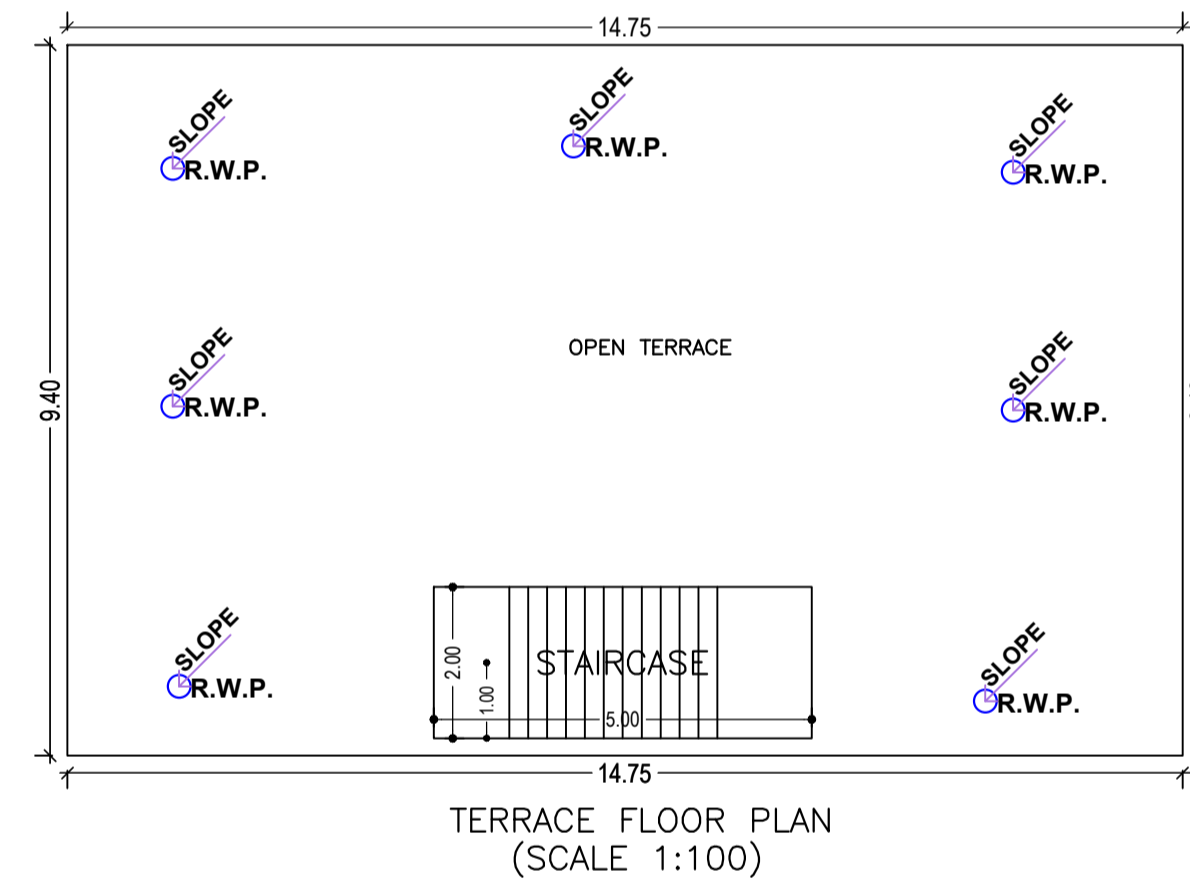 14.75
SLOPE
R.W.P.
SLOPE
R.W.P.
SLOPE
R.W.P.
OPEN TERRACE
9.40
SLOPE
R.W.P.
SLOPE
R.W.P.
STAIRCASE
2.00
1.00
5.00
SLOPE
R.W.P.
SLOPE
R.W.P.
14.75
TERRACE FLOOR PLAN
(SCALE 1:100)